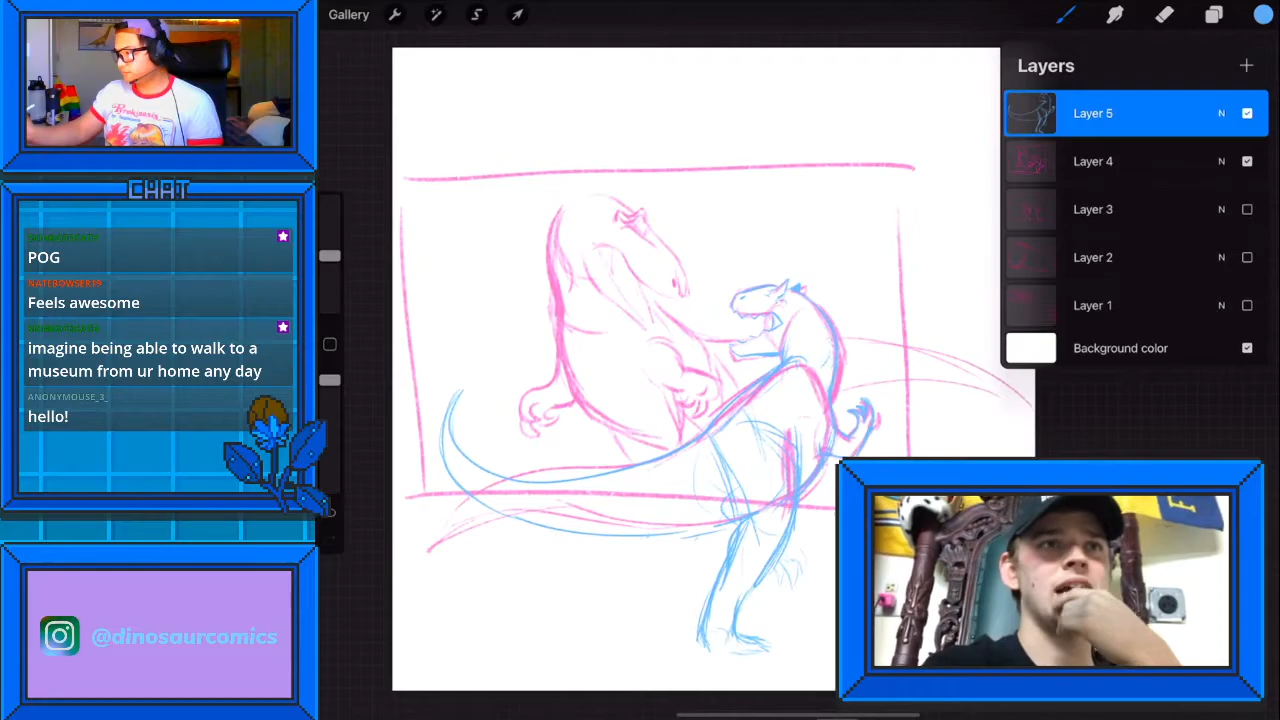 Gallery
Layers
Layer 5
N
Layer 4
N
Layer 3
N
Layer 2
N
Layer 1
N
Background color
CHAT
POG
NATEBOWSER99
Feels awesome
imagine being able to walk to a
museum from ur home any day
ANONYMOUSE_3_
hello!
@dinosaurcomics